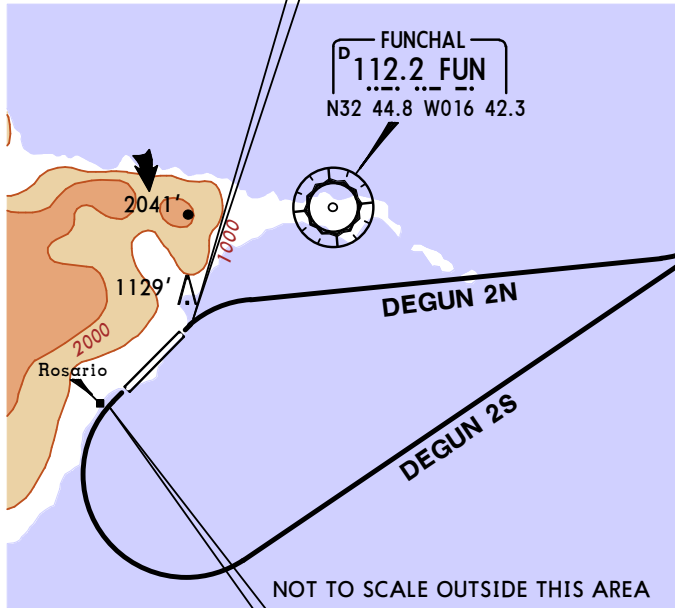 FUNCHAL
D 112.2 FUN
N32 44.8 W016 42.3
2041'
1000
1129'
DEGUN 2N
2000
Rosario
DEGUN 2S
NOT TO SCALE OUTSIDE THIS AREA